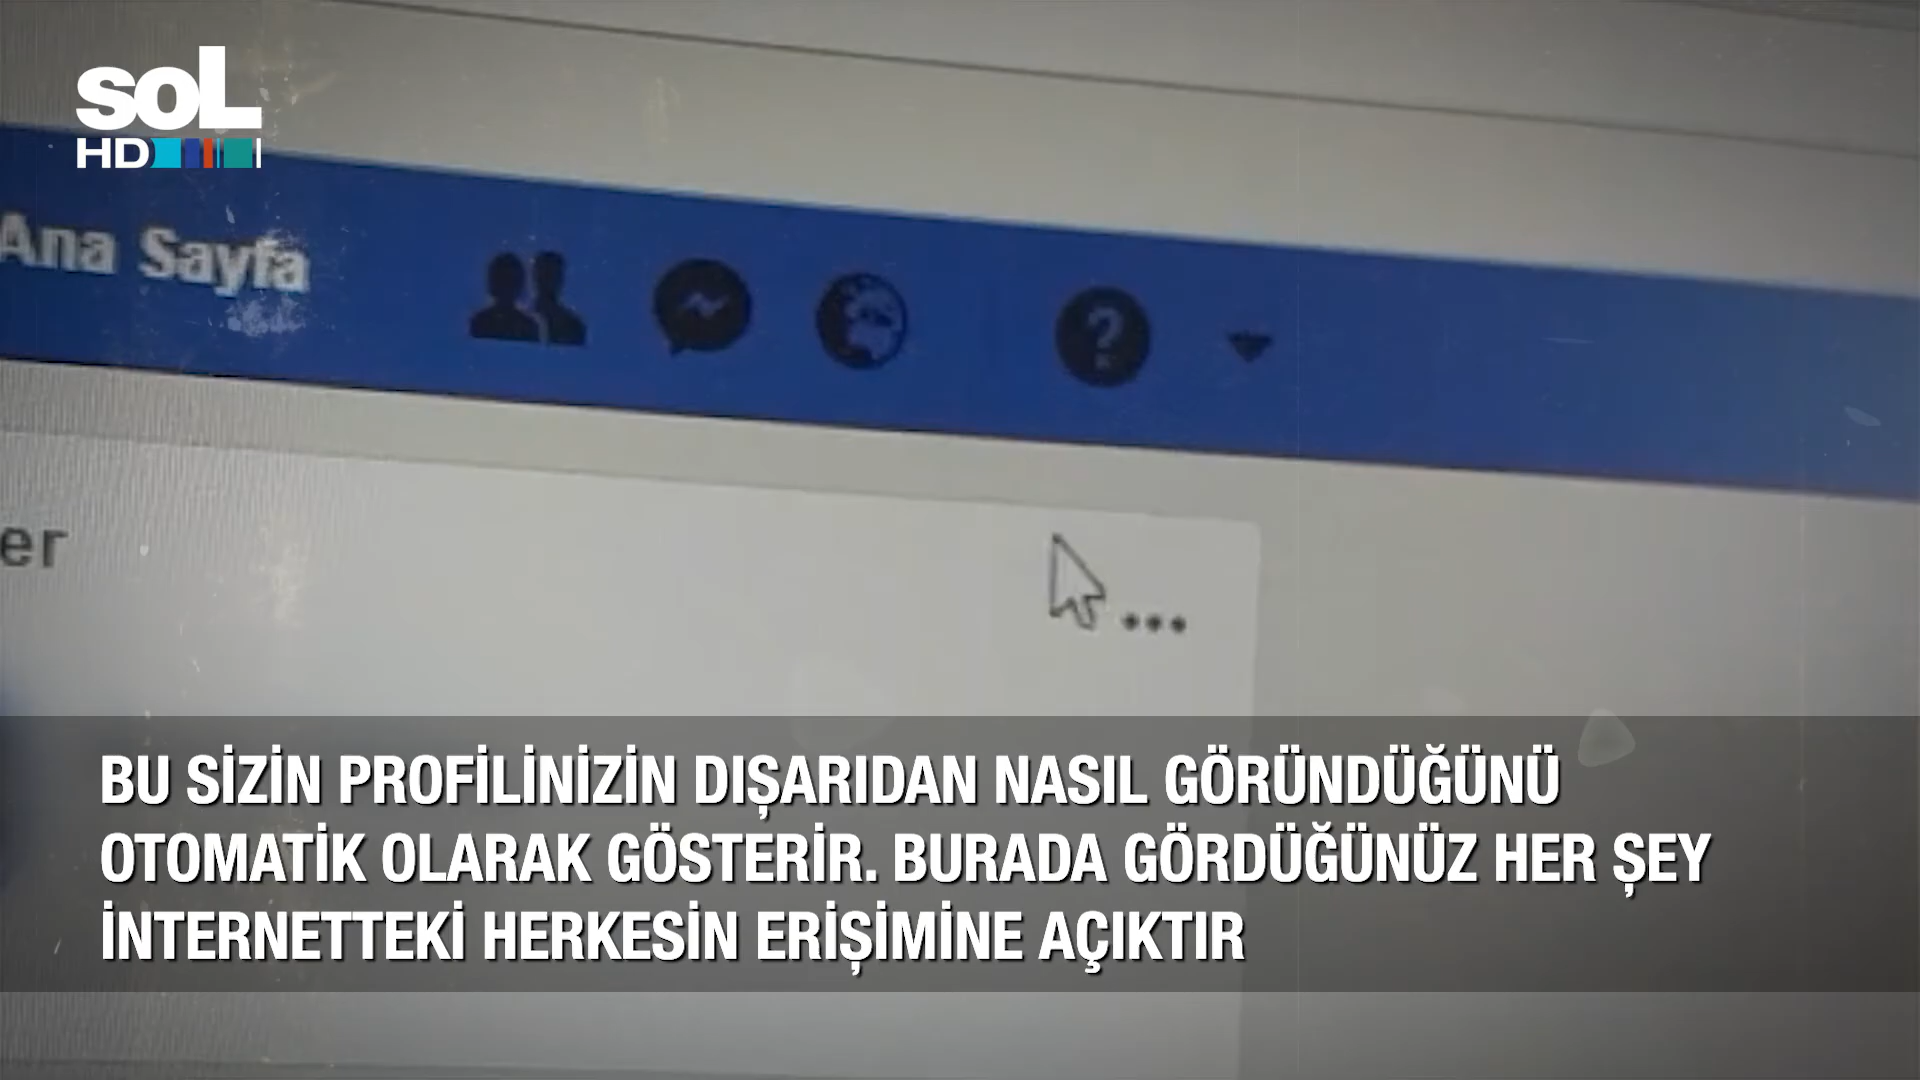 soL
HD
Ana Sayfa
er
BU SİZİN PROFİLİNİZİN DIŞARIDAN NASIL GÖRÜNDÜĞÜNÜ
OTOMATİK OLARAK GÖSTERİR. BURADA GÖRDÜĞÜNÜZ HER ŞEY
İNTERNETTEKİ HERKESİN ERİŞİMİNE AÇIKTIR